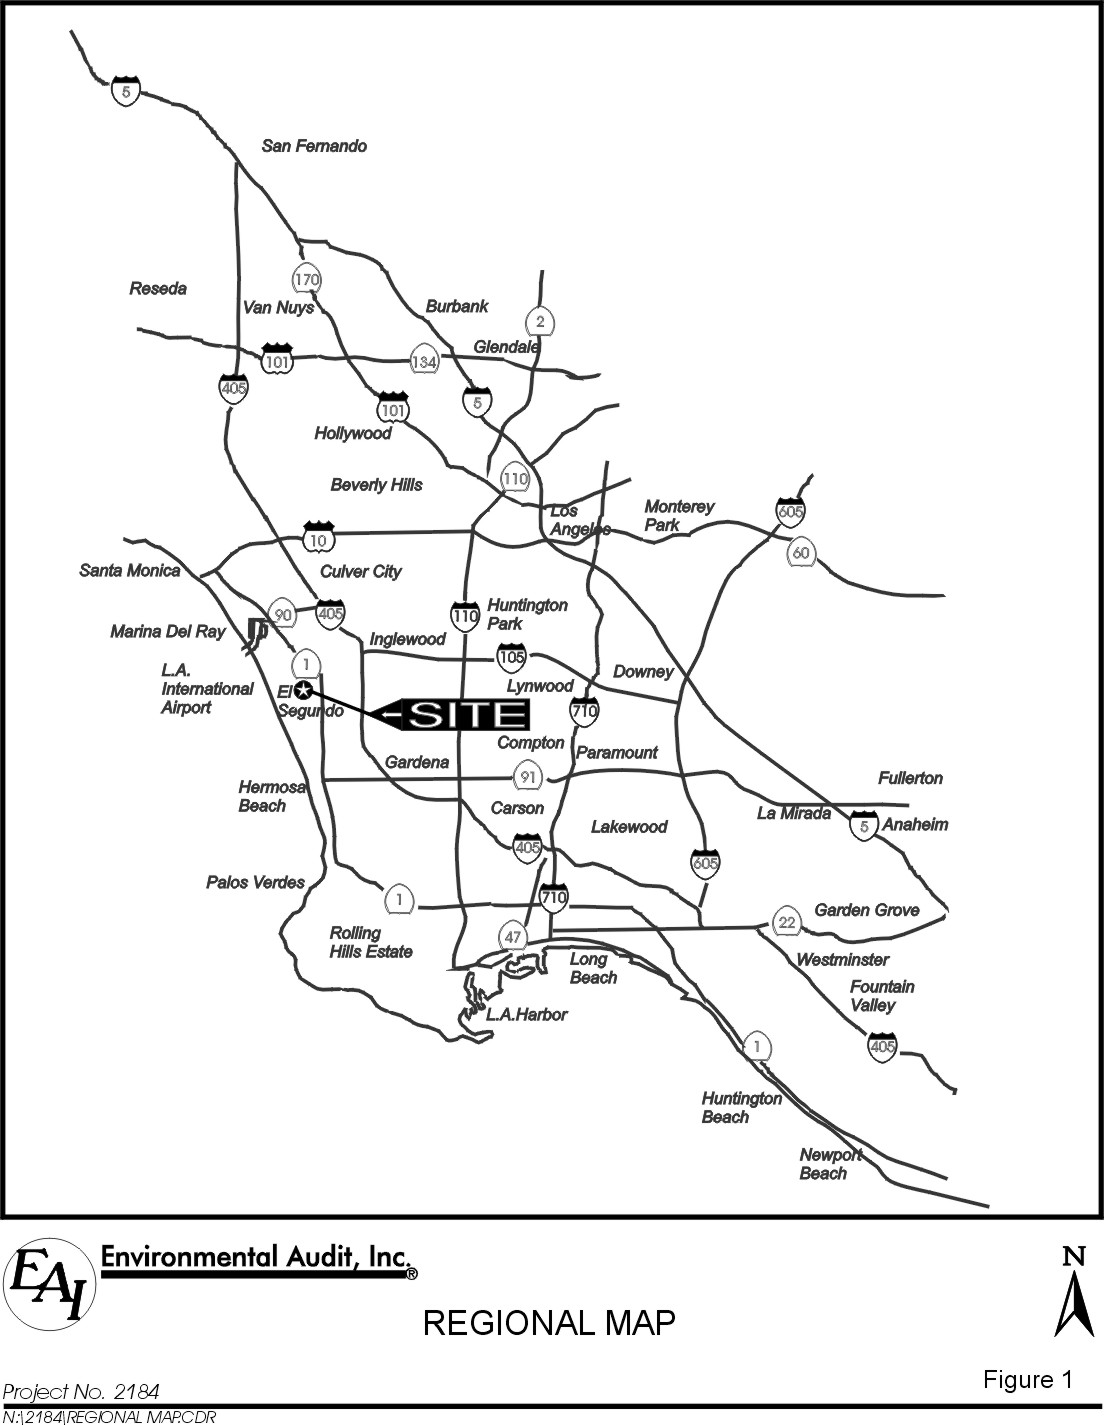 5
San Fernando
170
Reseda
Van Nuys
Burbank
2
Glendale
101
134
405
5
101
Hollywood
110
Beverly Hills
Los
Angeles
Monterey
Park
605
10
60
Santa Monica
Culver City
90
405
110
Huntington
Park
Marina Del Ray
Inglewood
1
105
L.A.
International
Airport
Downey
Lynwood
El
Segundo
SITE
710
Compton
Paramount
Gardena
91
Fullerton
Hermosa
Beach
Carson
La Mirada
Lakewood
5
Anaheim
405
605
Palos Verdes
1
710
Garden Grove
22
Rolling
Hills Estate
47
Long
Beach
Westminster
Fountain
Valley
L.A.Harbor
1
405
Huntington
Beach
Newport
Beach
EAI
Environmental Audit, Inc.®
N
REGIONAL MAP
Figure 1
Project No. 2184
N:\2184\REGIONAL MAP.CDR